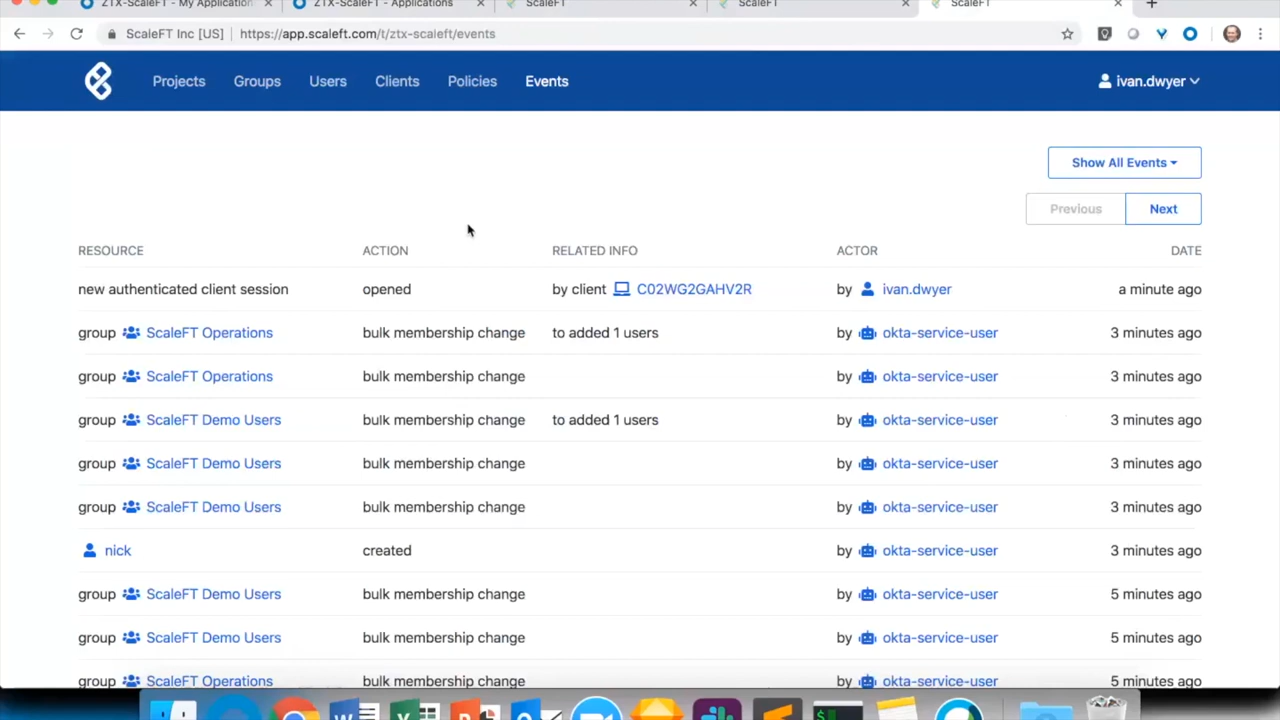 ZTX-ScaleFT - My Application
ZTX-ScaleFT - Applications
ScaleFT
ScaleFT
ScaleFT
ScaleFT Inc [US] | https://app.scaleft.com/t/ztx-scaleft/events
Projects Groups Users Clients Policies Events ivan.dwyer
Show All Events
Previous Next
RESOURCE ACTION RELATED INFO ACTOR DATE
new authenticated client session opened by client C02WG2GAHV2R by ivan.dwyer a minute ago
group ScaleFT Operations bulk membership change to added 1 users by okta-service-user 3 minutes ago
group ScaleFT Operations bulk membership change by okta-service-user 3 minutes ago
group ScaleFT Demo Users bulk membership change to added 1 users by okta-service-user 3 minutes ago
group ScaleFT Demo Users bulk membership change by okta-service-user 3 minutes ago
group ScaleFT Demo Users bulk membership change by okta-service-user 3 minutes ago
nick created by okta-service-user 3 minutes ago
group ScaleFT Demo Users bulk membership change by okta-service-user 5 minutes ago
group ScaleFT Demo Users bulk membership change by okta-service-user 5 minutes ago
group ScaleFT Operations bulk membership change by okta-service-user 5 minutes ago